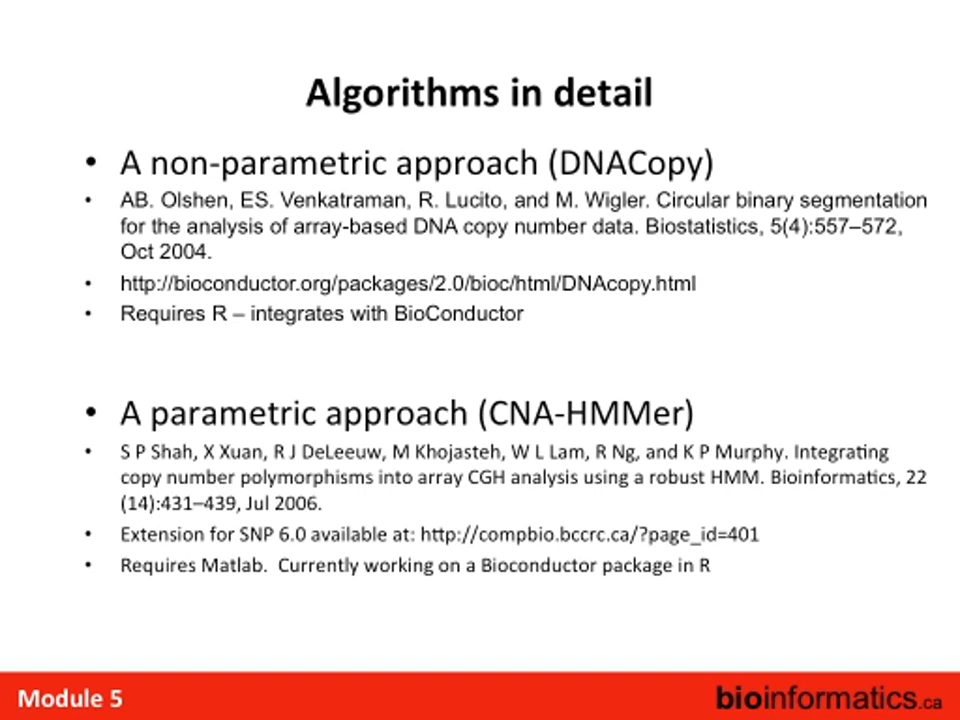 Algorithms in detail
• A non-parametric approach (DNACopy)
• AB. Olshen, ES. Venkatraman, R. Lucito, and M. Wigler. Circular binary segmentation
for the analysis of array-based DNA copy number data. Biostatistics, 5(4):557–572,
Oct 2004.
• http://bioconductor.org/packages/2.0/bioc/html/DNAcopy.html
• Requires R – integrates with BioConductor
• A parametric approach (CNA-HMMer)
• S P Shah, X Xuan, R J DeLeeuw, M Khojasteh, W L Lam, R Ng, and K P Murphy. Integrating
copy number polymorphisms into array CGH analysis using a robust HMM. Bioinformatics, 22
(14):431–439, Jul 2006.
• Extension for SNP 6.0 available at: http://compbio.bccrc.ca/?page_id=401
• Requires Matlab.  Currently working on a Bioconductor package in R
Module 5
bioinformatics.ca